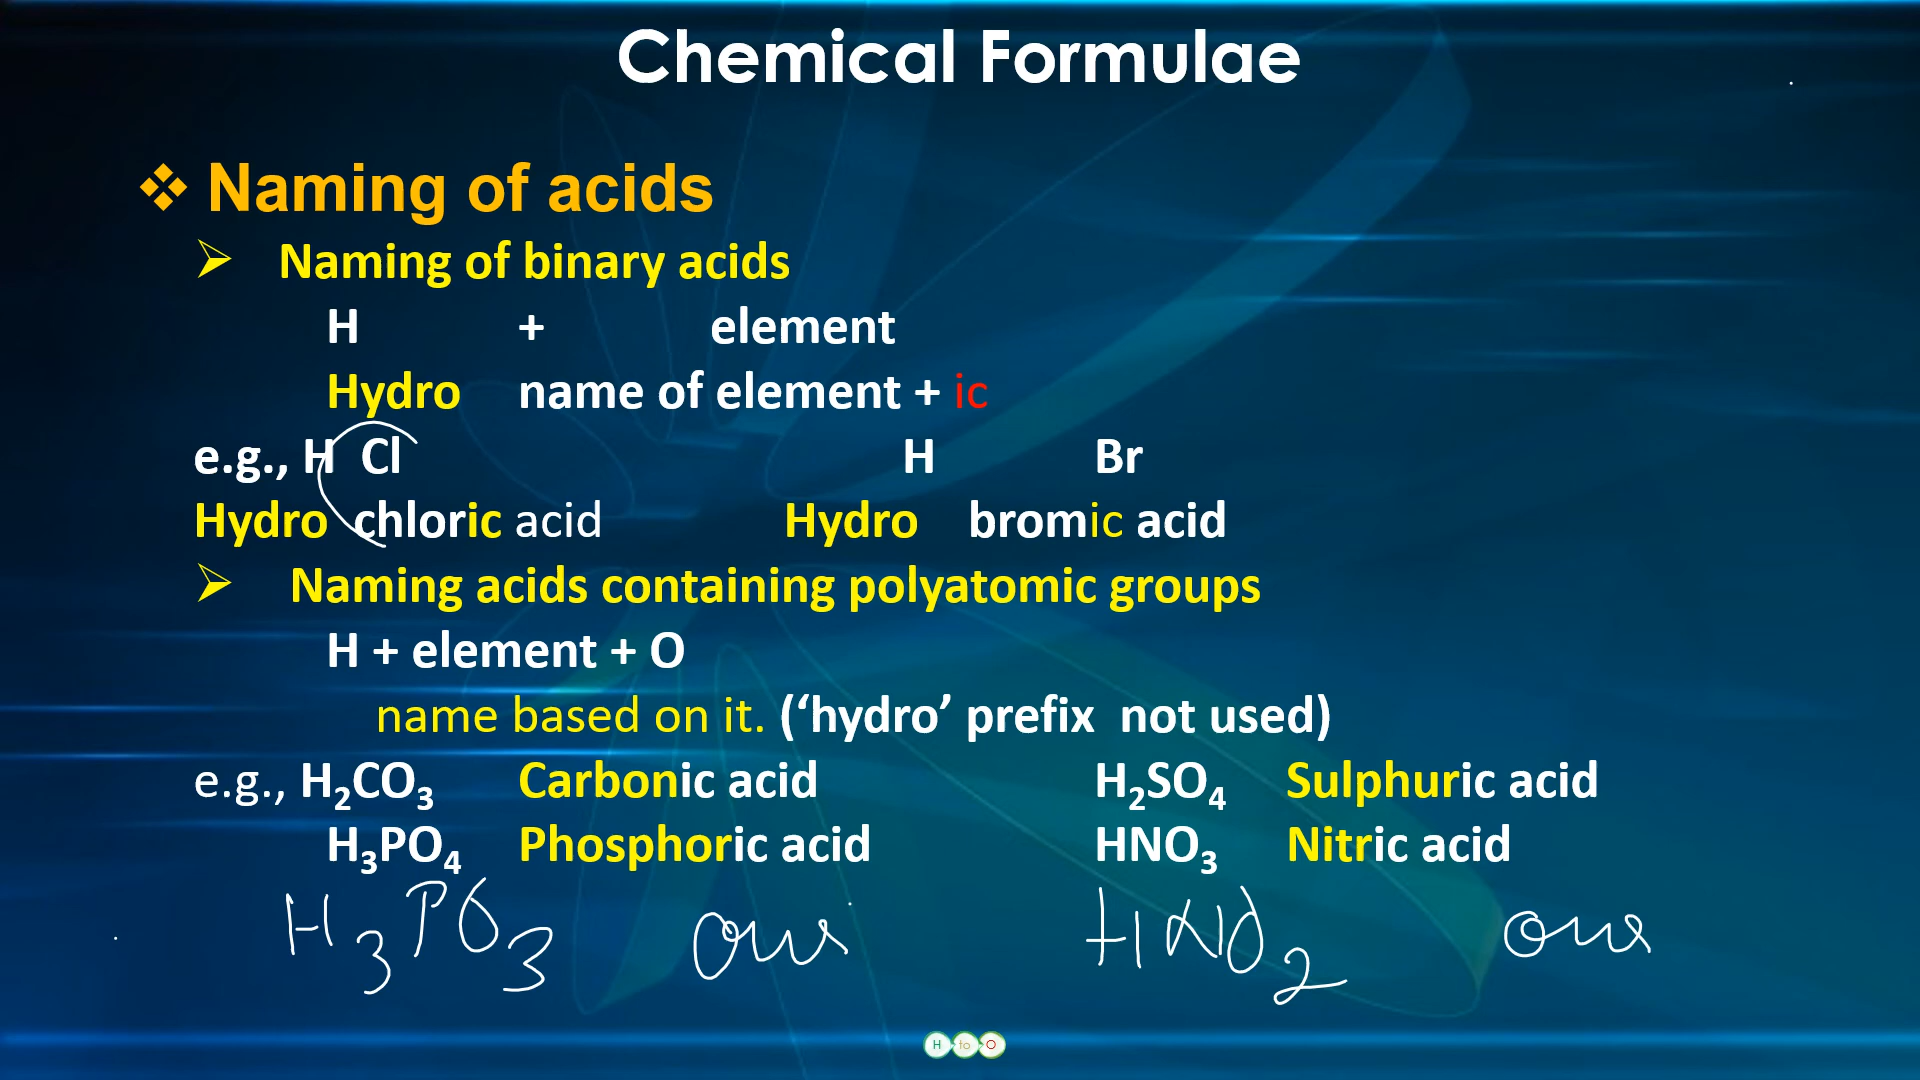 Chemical Formulae
❖ Naming of acids
➢ Naming of binary acids
H + element
Hydro name of element + ic
e.g., H Cl H Br
Hydro chloric acid Hydro bromic acid
➢ Naming acids containing polyatomic groups
H + element + O
name based on it. (‘hydro’ prefix not used)
e.g., H₂CO₃ Carbonic acid H₂SO₄ Sulphuric acid
H₃PO₄ Phosphoric acid HNO₃ Nitric acid
H₃PO₃ ous HNO₂ ous
H to O